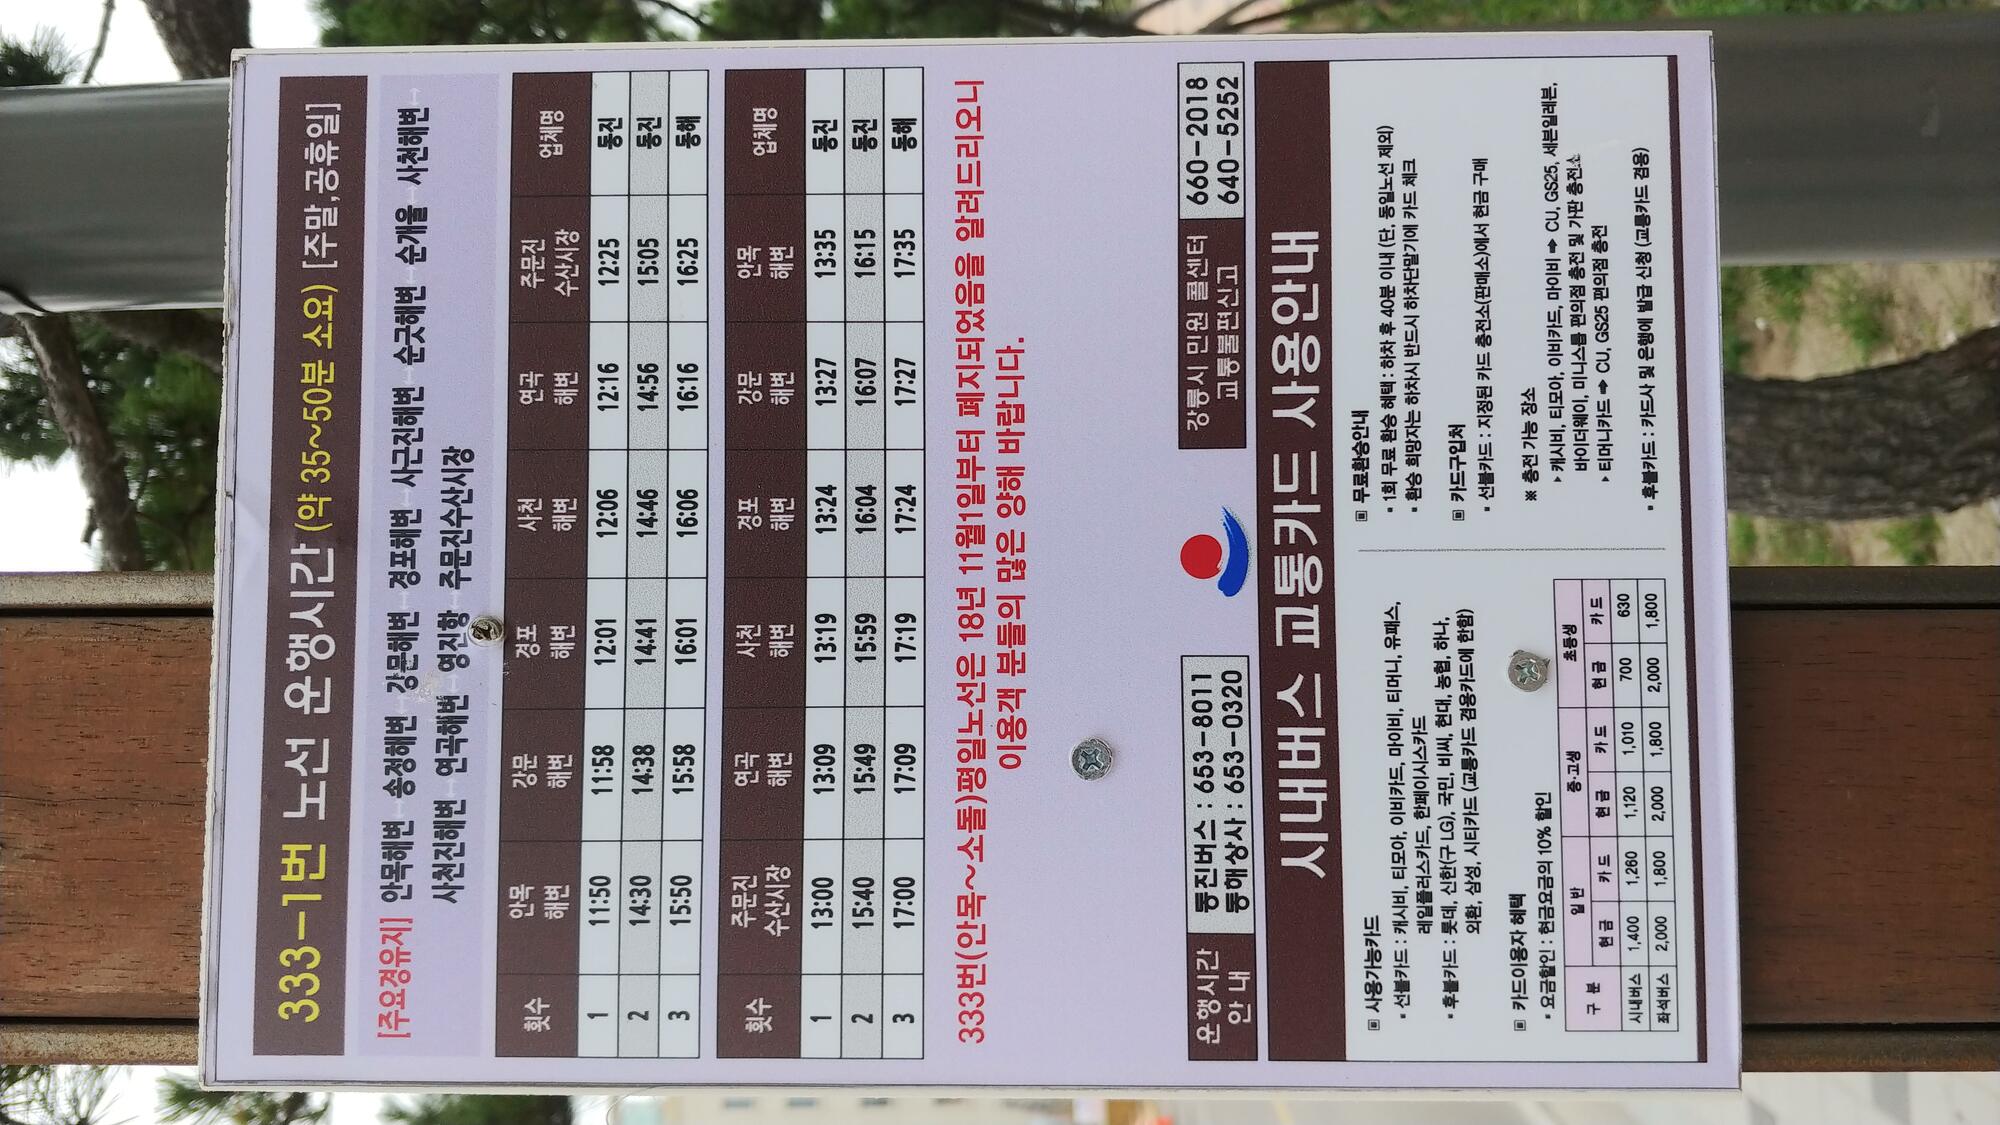 333-1번 노선 운행시간 (약 35~50분 소요) [주말,공휴일]
[주요경유지] 안목해변↔송정해변↔강문해변↔경포해변↔사근진해변↔순긋해변↔순개울↔사천해변↔
사천진해변↔연곡해변↔영진항↔주문진수산시장
횟수 안목해변 강문해변 경포해변 사천해변 연곡해변 주문진수산시장 업체명
1 11:50 11:58 12:01 12:06 12:16 12:25 동진
2 14:30 14:38 14:41 14:46 14:56 15:05 동진
3 15:50 15:58 16:01 16:06 16:16 16:25 동해
횟수 주문진수산시장 연곡해변 사천해변 경포해변 강문해변 안목해변 업체명
1 13:00 13:09 13:19 13:24 13:27 13:35 동진
2 15:40 15:49 15:59 16:04 16:07 16:15 동진
3 17:00 17:09 17:19 17:24 17:27 17:35 동해
333번(안목~소돌)평일노선은 18년 11월1일부터 폐지되었음을 알려드리오니
이용객 분들의 많은 양해 바랍니다.
운행시간 안내
동진버스 : 653-8011
동해상사 : 653-0320
강릉시 민원 콜센터 660-2018
교통불편신고 640-5252
시내버스 교통카드 사용안내
▣ 사용가능카드
• 선불카드 : 캐시비, 티모아, 이비카드, 마이비, 티머니, 유패스,
레일플러스카드, 한페이시스카드
• 후불카드 : 롯데, 신한(구 LG), 국민, 비씨, 현대, 농협, 하나,
외환, 삼성, 시티카드 (교통카드 겸용카드에 한함)
▣ 카드이용자 혜택
• 요금할인 : 현금요금의 10% 할인
구 분 일 반 중·고생 초등생
현 금 카 드 현 금 카 드 현 금 카 드
시내버스 1,400 1,260 1,120 1,010 700 630
좌석버스 2,000 1,800 2,000 1,800 2,000 1,800
▣ 무료환승안내
• 1회 무료 환승 혜택 : 하차 후 40분 이내 (단, 동일노선 제외)
• 환승 희망자는 하차시 반드시 하차단말기에 카드 체크
▣ 카드구입처
• 선불카드 : 지정된 카드 충전소(판매소)에서 현금 구매
※ 충전 가능 장소
▸ 캐시비, 티모아, 이비카드, 마이비 ➡ CU, GS25, 세븐일레븐,
바이더웨이, 미니스톱 편의점 충전 및 가판 충전소
▸ 티머니카드 ➡ CU, GS25 편의점 충전
• 후불카드 : 카드사 및 은행에 발급 신청 (교통카드 겸용)